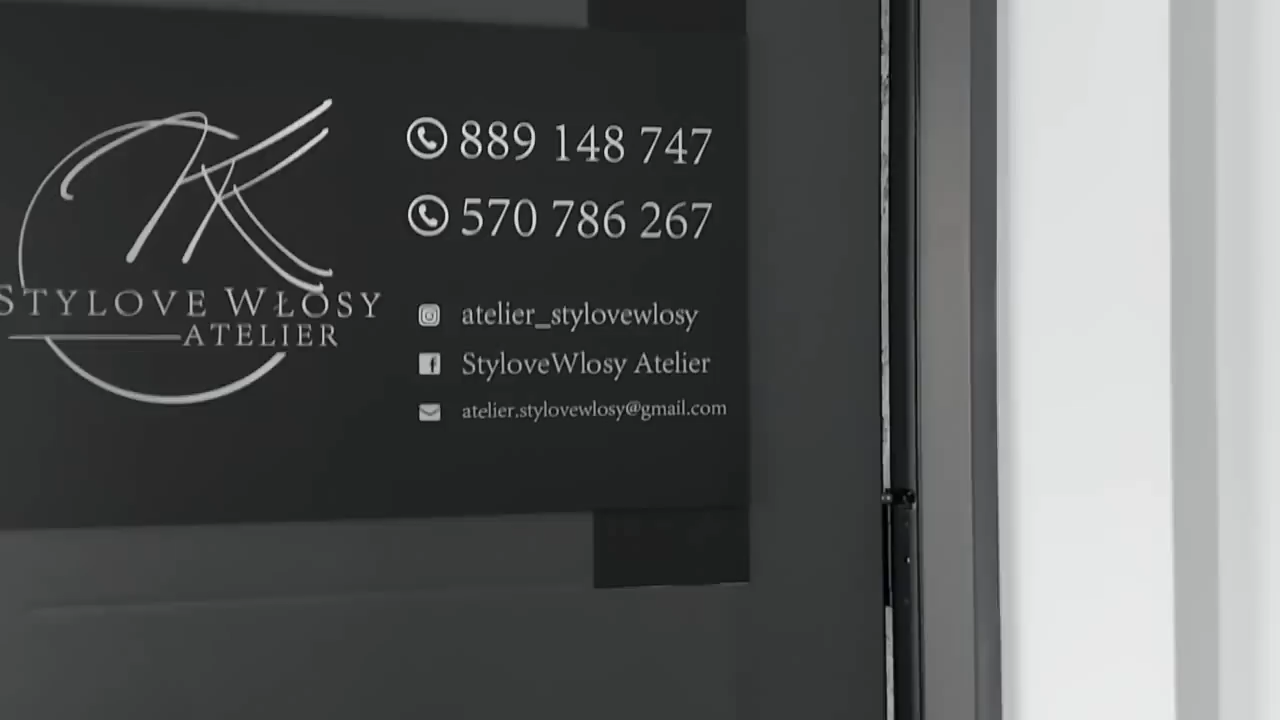 STYLOVE WŁOSY
ATELIER
889 148 747
570 786 267
atelier_stylovewlosy
StyloveWlosy Atelier
atelier.stylovewlosy@gmail.com